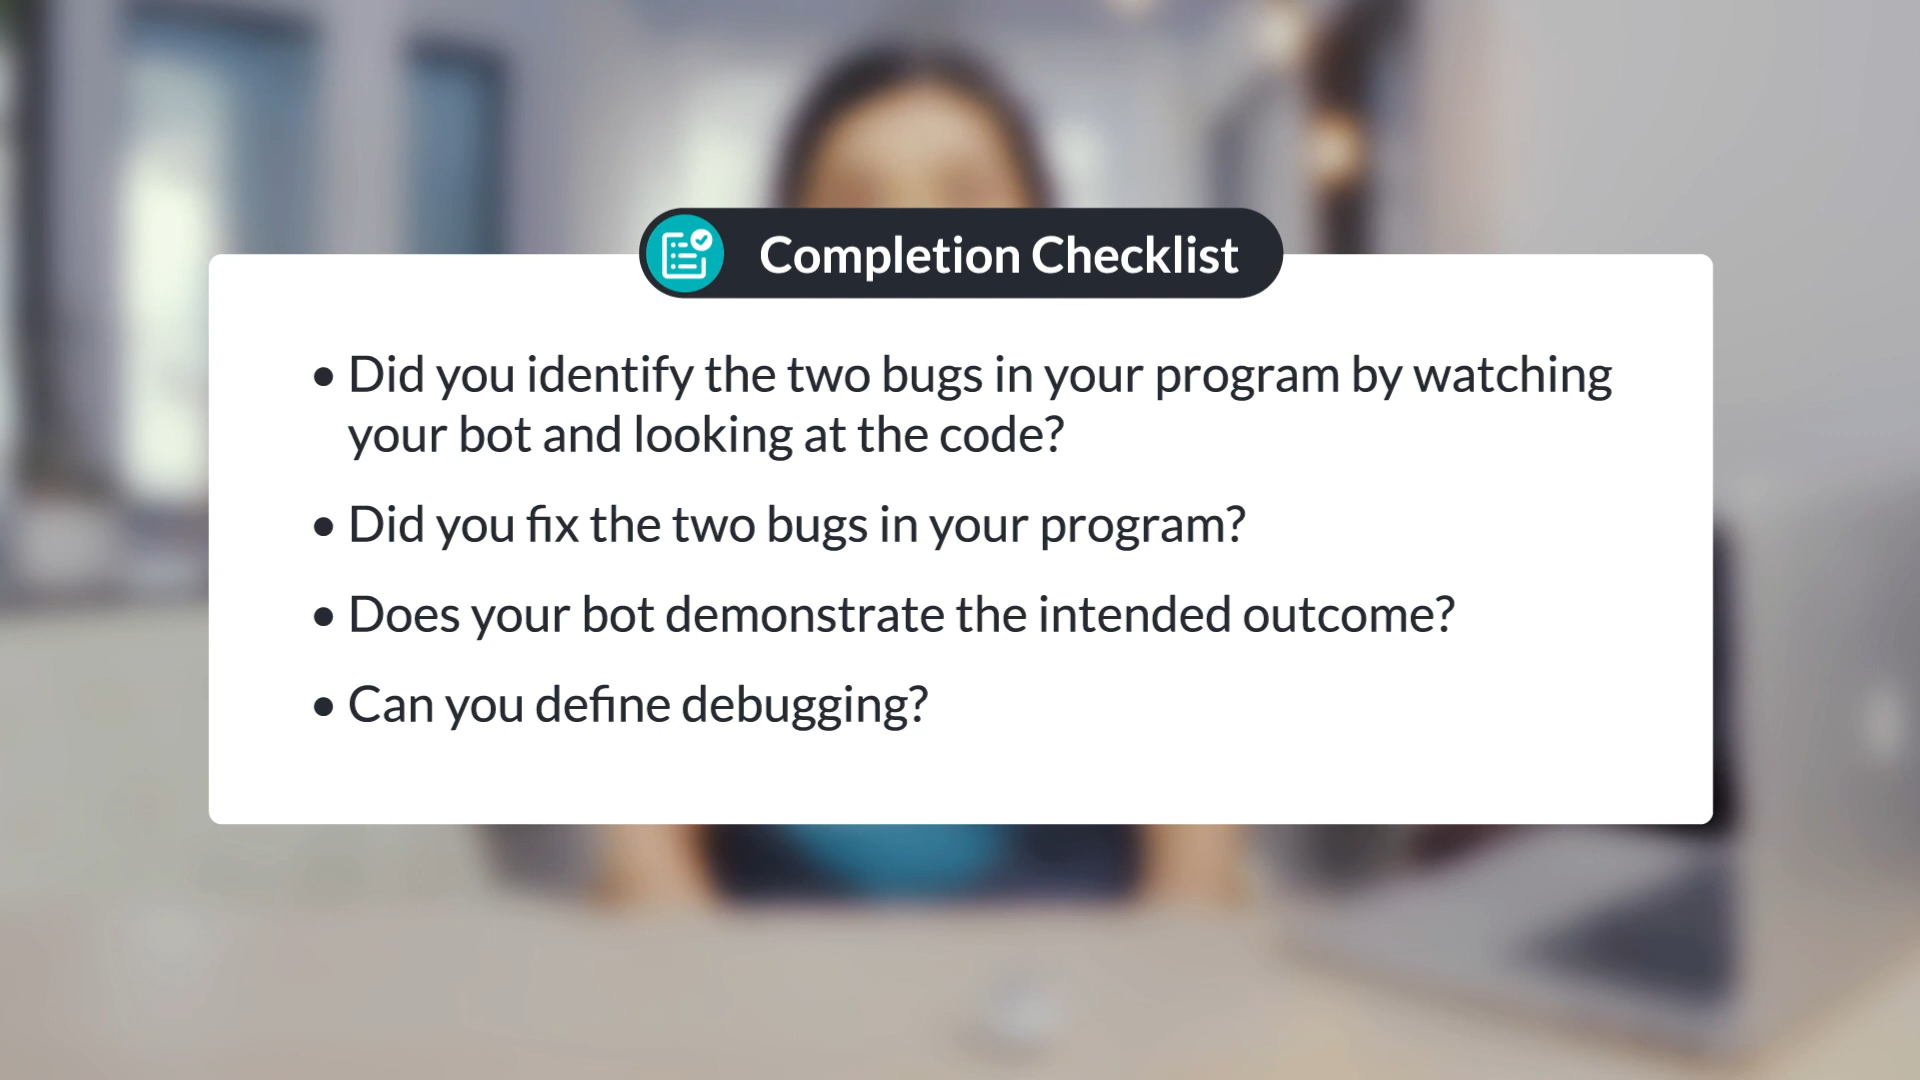 Completion Checklist
• Did you identify the two bugs in your program by watching
your bot and looking at the code?
• Did you fix the two bugs in your program?
• Does your bot demonstrate the intended outcome?
• Can you define debugging?